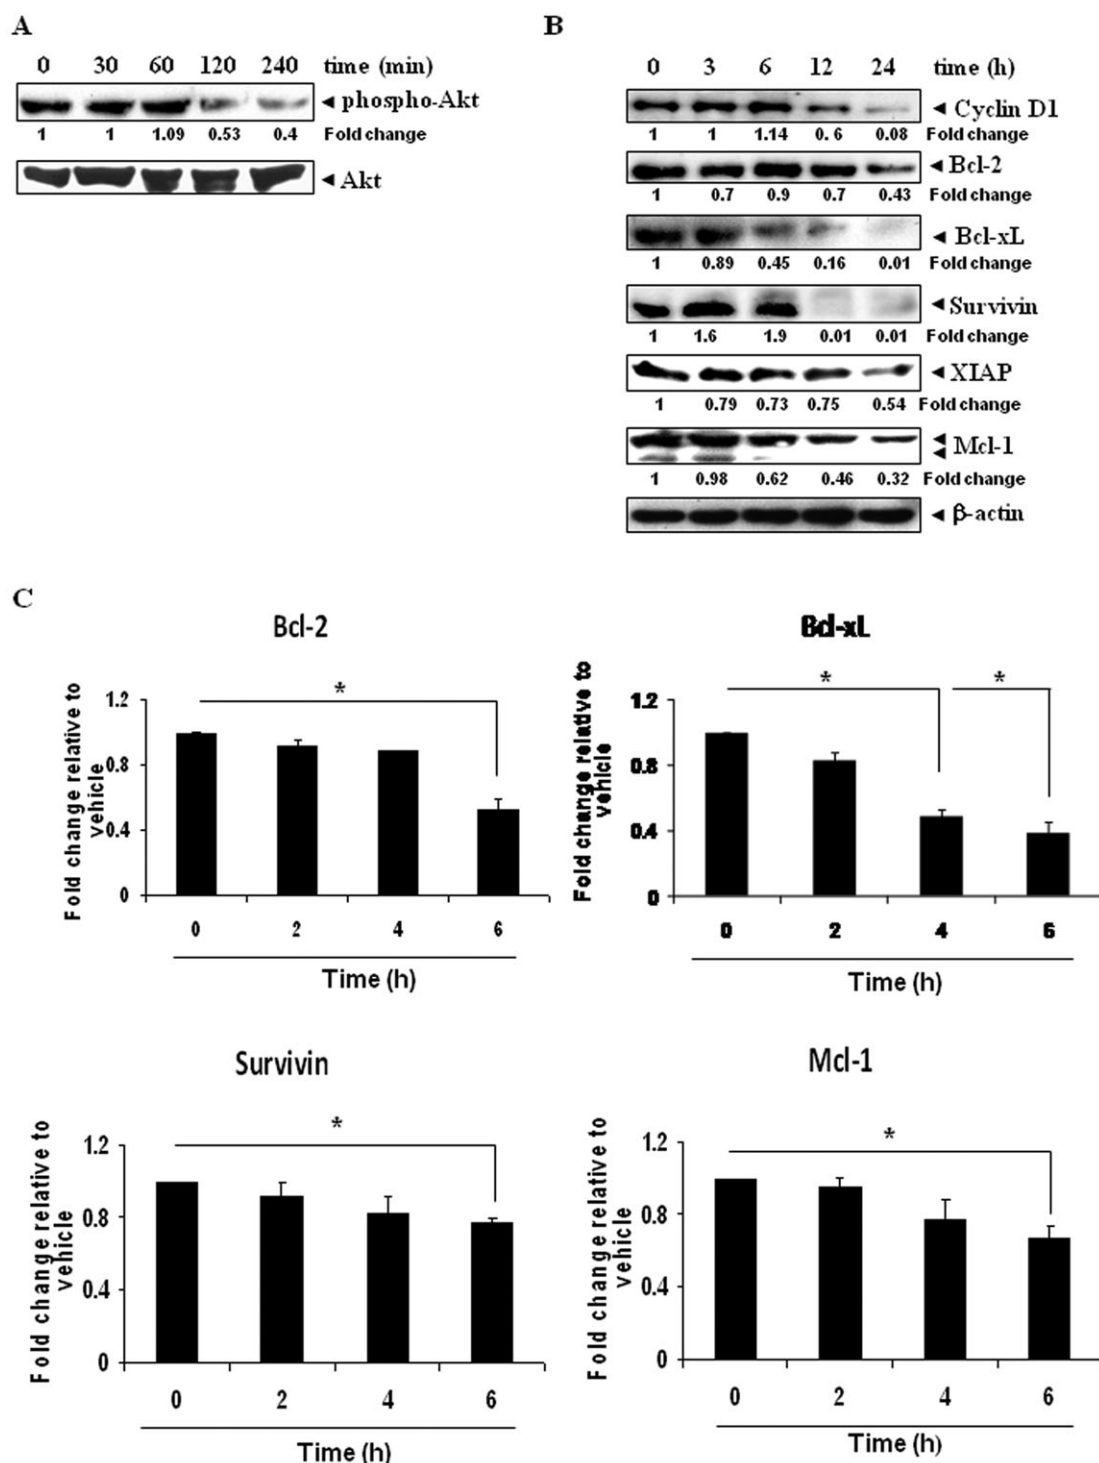 A
0 30 60 120 240 time (min)
phospho-Akt
1 1 1.09 0.53 0.4 Fold change
Akt
B
0 3 6 12 24 time (h)
Cyclin D1
1 1 1.14 0. 6 0.08 Fold change
Bcl-2
1 0.7 0.9 0.7 0.43 Fold change
Bcl-xL
1 0.89 0.45 0.16 0.01 Fold change
Survivin
1 1.6 1.9 0.01 0.01 Fold change
XIAP
1 0.79 0.73 0.75 0.54 Fold change
Mcl-1
1 0.98 0.62 0.46 0.32 Fold change
β-actin
C
Bcl-2
Fold change relative to
vehicle
1.2
0.8
0.4
0
*
0 2 4 6
Time (h)
Bcl-xL
Fold change relative to
vehicle
1.2
0.8
0.4
0
* *
0 2 4 6
Time (h)
Survivin
Fold change relative to
vehicle
1.2
0.8
0.4
0
*
0 2 4 6
Time (h)
Mcl-1
Fold change relative to
vehicle
1.2
0.8
0.4
0
*
0 2 4 6
Time (h)